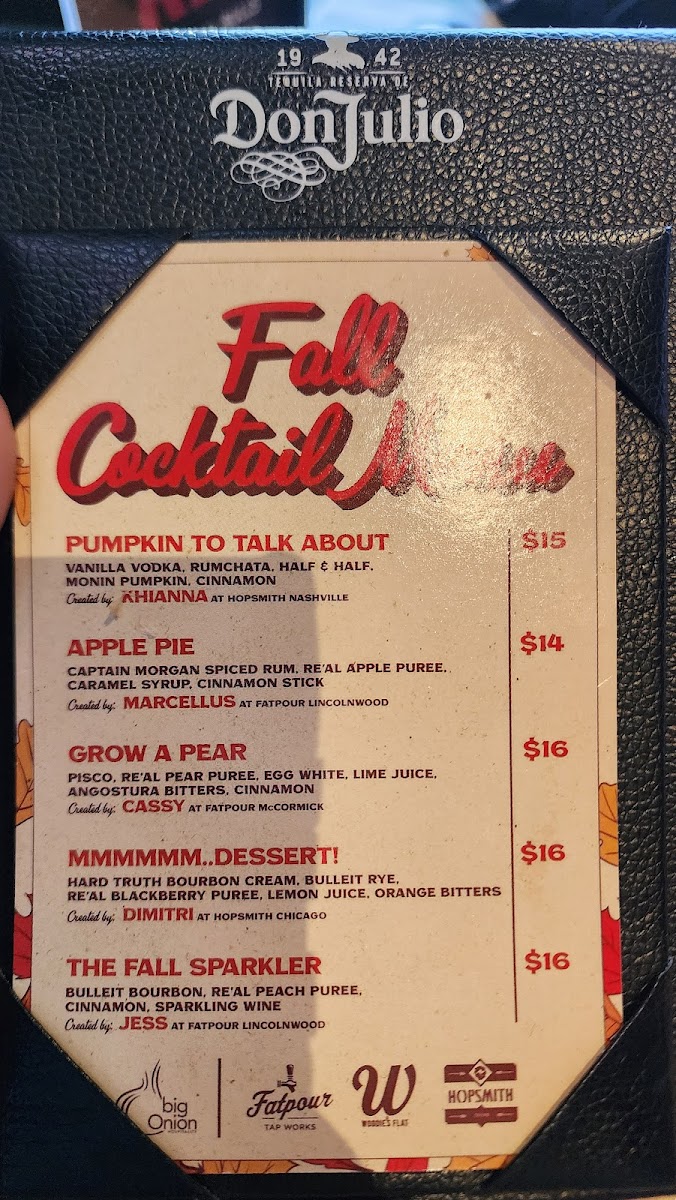 19 42
TEQUILA RESERVA DE
Don Julio
Fall
Cocktail Menu
PUMPKIN TO TALK ABOUT $15
VANILLA VODKA, RUMCHATA, HALF & HALF,
MONIN PUMPKIN, CINNAMON
Created by: KHIANNA AT HOPSMITH NASHVILLE
APPLE PIE $14
CAPTAIN MORGAN SPICED RUM, RE'AL APPLE PUREE,
CARAMEL SYRUP, CINNAMON STICK
Created by: MARCELLUS AT FATPOUR LINCOLNWOOD
GROW A PEAR $16
PISCO, RE'AL PEAR PUREE, EGG WHITE, LIME JUICE,
ANGOSTURA BITTERS, CINNAMON
Created by: CASSY AT FATPOUR McCORMICK
MMMMMM..DESSERT! $16
HARD TRUTH BOURBON CREAM, BULLEIT RYE,
RE'AL BLACKBERRY PUREE, LEMON JUICE, ORANGE BITTERS
Created by: DIMITRI AT HOPSMITH CHICAGO
THE FALL SPARKLER $16
BULLEIT BOURBON, RE'AL PEACH PUREE,
CINNAMON, SPARKLING WINE
Created by: JESS AT FATPOUR LINCOLNWOOD
big
Onion
HOSPITALITY
Fatpour
TAP WORKS
W
WOODIE'S FLAT
HOPSMITH